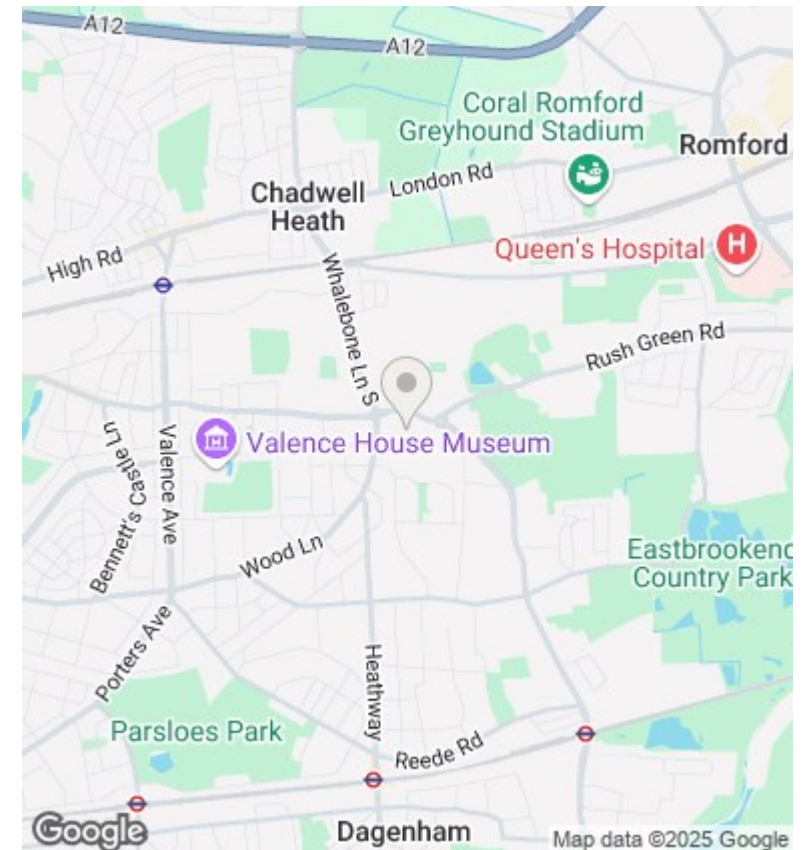 A12
A12
Coral Romford
Greyhound Stadium
Romford
Chadwell
Heath
London Rd
High Rd
Queen's Hospital
H
Whalebone Ln S
Rush Green Rd
Valence House Museum
Bennett's Castle Ln
Valence Ave
Wood Ln
Eastbrookend
Country Park
Porters Ave
Heathway
Parsloes Park
Reede Rd
Google
Dagenham
Map data ©2025 Google